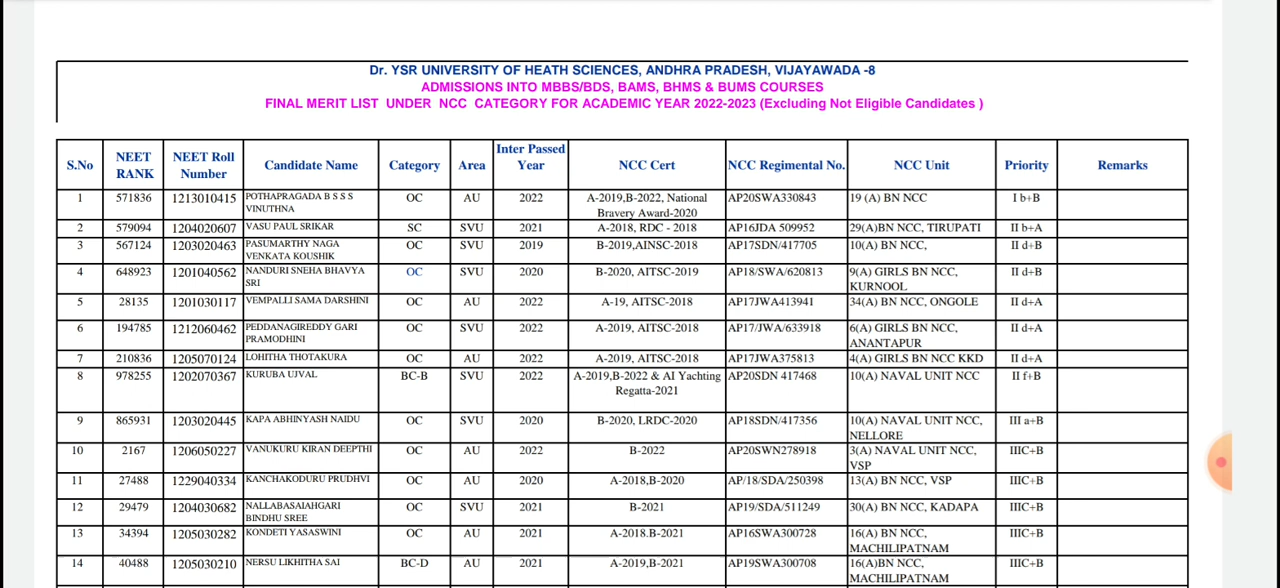 Dr. YSR UNIVERSITY OF HEATH SCIENCES, ANDHRA PRADESH, VIJAYAWADA -8
ADMISSIONS INTO MBBS/BDS, BAMS, BHMS & BUMS COURSES
FINAL MERIT LIST UNDER NCC CATEGORY FOR ACADEMIC YEAR 2022-2023 (Excluding Not Eligible Candidates )
S.No NEET RANK NEET Roll Number Candidate Name Category Area Inter Passed Year NCC Cert NCC Regimental No. NCC Unit Priority Remarks
1 571836 1213010415 POTHAPRAGADA B S S S VINUTHNA OC AU 2022 A-2019,B-2022, National Bravery Award-2020 AP20SWA330843 19 (A) BN NCC I b+B
2 579094 1204020607 VASU PAUL SRIKAR SC SVU 2021 A-2018, RDC - 2018 AP16JDA 509952 29(A)BN NCC, TIRUPATI II b+A
3 567124 1203020463 PASUMARTHY NAGA VENKATA KOUSHIK OC SVU 2019 B-2019,AINSC-2018 AP17SDN/417705 10(A) BN NCC, II d+B
4 648923 1201040562 NANDURI SNEHA BHAVYA SRI OC SVU 2020 B-2020, AITSC-2019 AP18/SWA/620813 9(A) GIRLS BN NCC, KURNOOL II d+B
5 28135 1201030117 VEMPALLI SAMA DARSHINI OC AU 2022 A-19, AITSC-2018 AP17JWA413941 34(A) BN NCC, ONGOLE II d+A
6 194785 1212060462 PEDDANAGIREDDY GARI PRAMODHINI OC SVU 2022 A-2019, AITSC-2018 AP17/JWA/633918 6(A) GIRLS BN NCC, ANANTAPUR II d+A
7 210836 1205070124 LOHITHA THOTAKURA OC AU 2022 A-2019, AITSC-2018 AP17JWA375813 4(A) GIRLS BN NCC KKD II d+A
8 978255 1202070367 KURUBA UJVAL BC-B SVU 2022 A-2019,B-2022 & AI Yachting Regatta-2021 AP20SDN 417468 10(A) NAVAL UNIT NCC II f+B
9 865931 1203020445 KAPA ABHINYASH NAIDU OC SVU 2020 B-2020, LRDC-2020 AP18SDN/417356 10(A) NAVAL UNIT NCC, NELLORE III a+B
10 2167 1206050227 VANUKURU KIRAN DEEPTHI OC AU 2022 B-2022 AP20SWN278918 3(A) NAVAL UNIT NCC, VSP IIIC+B
11 27488 1229040334 KANCHAKODURU PRUDHVI OC AU 2020 A-2018,B-2020 AP/18/SDA/250398 13(A) BN NCC, VSP IIIC+B
12 29479 1204030682 NALLABASAIAHGARI BINDHU SREE OC SVU 2021 B-2021 AP19/SDA/511249 30(A) BN NCC, KADAPA IIIC+B
13 34394 1205030282 KONDETI YASASWINI OC AU 2021 A-2018.B-2021 AP16SWA300728 16(A) BN NCC, MACHILIPATNAM IIIC+B
14 40488 1205030210 NERSU LIKHITHA SAI BC-D AU 2021 A-2019,B-2021 AP19SWA300708 16(A)BN NCC, MACHILIPATNAM IIIC+B